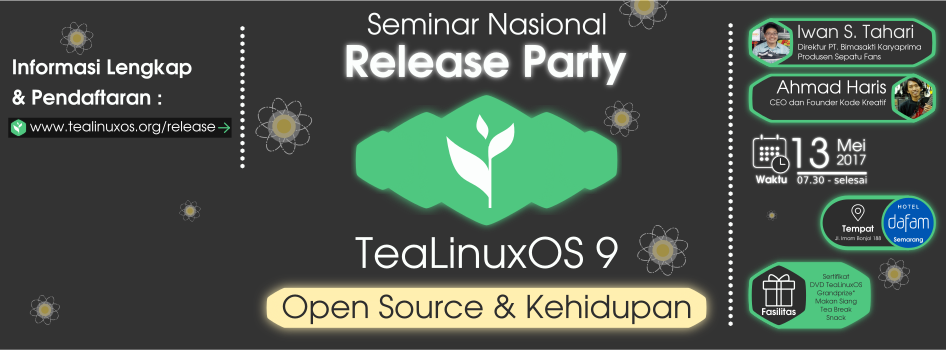 Informasi Lengkap
& Pendaftaran :
www.tealinuxos.org/release
Seminar Nasional
Release Party
TeaLinuxOS 9
Open Source & Kehidupan
Iwan S. Tahari
Direktur PT. Bimasakti Karyaprima
Produsen Sepatu Fans
Ahmad Haris
CEO dan Founder Kode Kreatif
Waktu
13 Mei
2017
07.30 - selesai
Tempat
Jl. Imam Bonjol 188
HOTEL
dafam
Semarang
Fasilitas
Sertifikat
DVD TeaLinuxOS
Grandprize*
Makan Siang
Tea Break
Snack